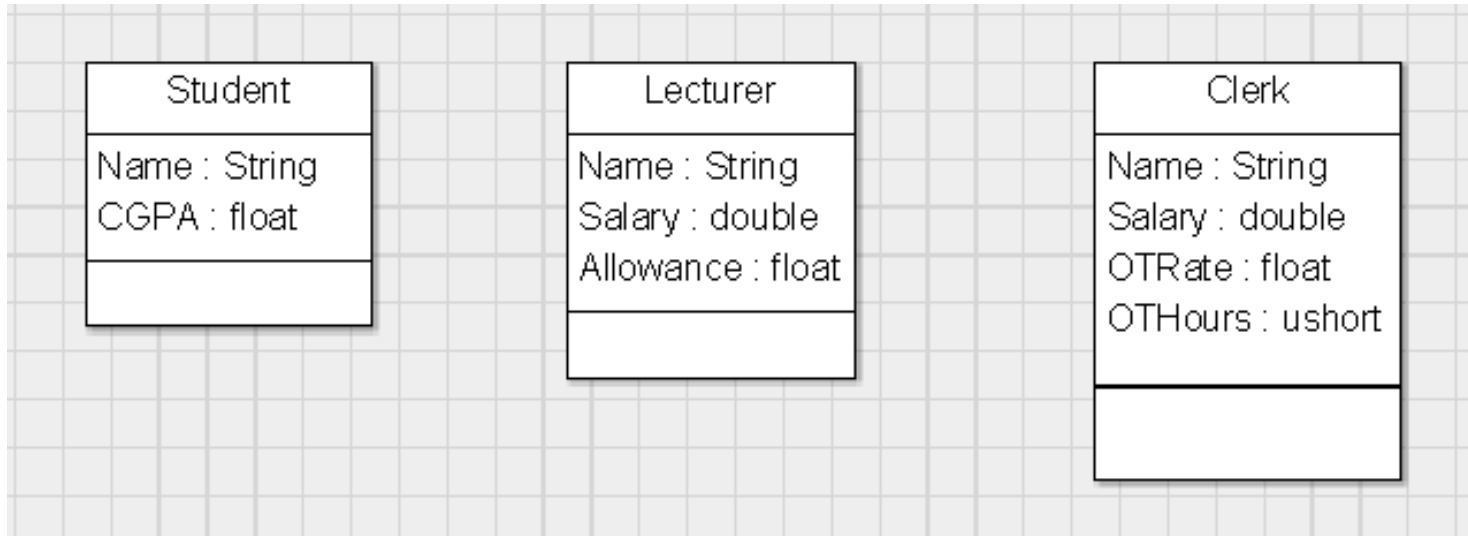 Student
Name : String
CGPA : float
Lecturer
Name : String
Salary : double
Allowance : float
Clerk
Name : String
Salary : double
OTRate : float
OTHours : ushort